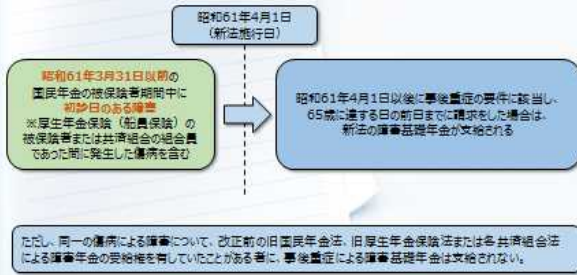 昭和61年4月1日
（新法施行日）
昭和61年3月31日以前の
国民年金の被保険者期間中に
初診日のある障害
※厚生年金保険（船員保険）の
被保険者または共済組合の組合員
であった間に発生した傷病を含む
昭和61年4月1日以後に事後重症の要件に該当し、
65歳に達する日の前日までに請求をした場合は、
新法の障害基礎年金が支給される
ただし、同一の傷病による障害について、改正前の旧国民年金法、旧厚生年金保険法または各共済組合法
による障害年金の受給権を有していたことがある者に、事後重症による障害基礎年金は支給されない。